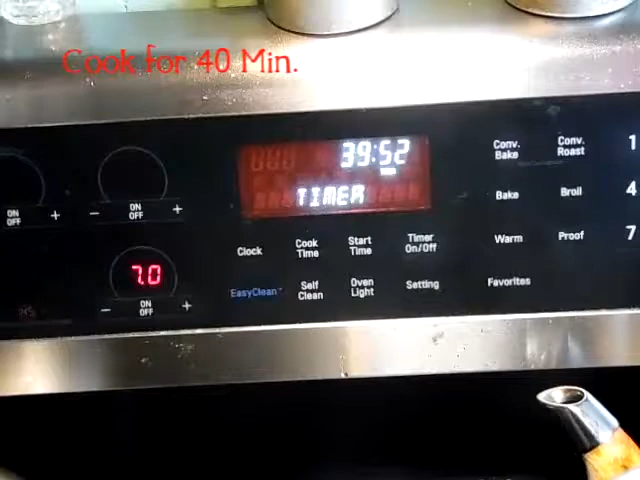 Cook for 40 Min.
39:52
TIMER
Conv. Bake
Conv. Roast
1
ON OFF +
- ON OFF +
Bake
Broil
4
Clock
Cook Time
Start Time
Timer On/Off
Warm
Proof
7
7.0
- ON OFF +
EasyClean™
Self Clean
Oven Light
Setting
Favorites